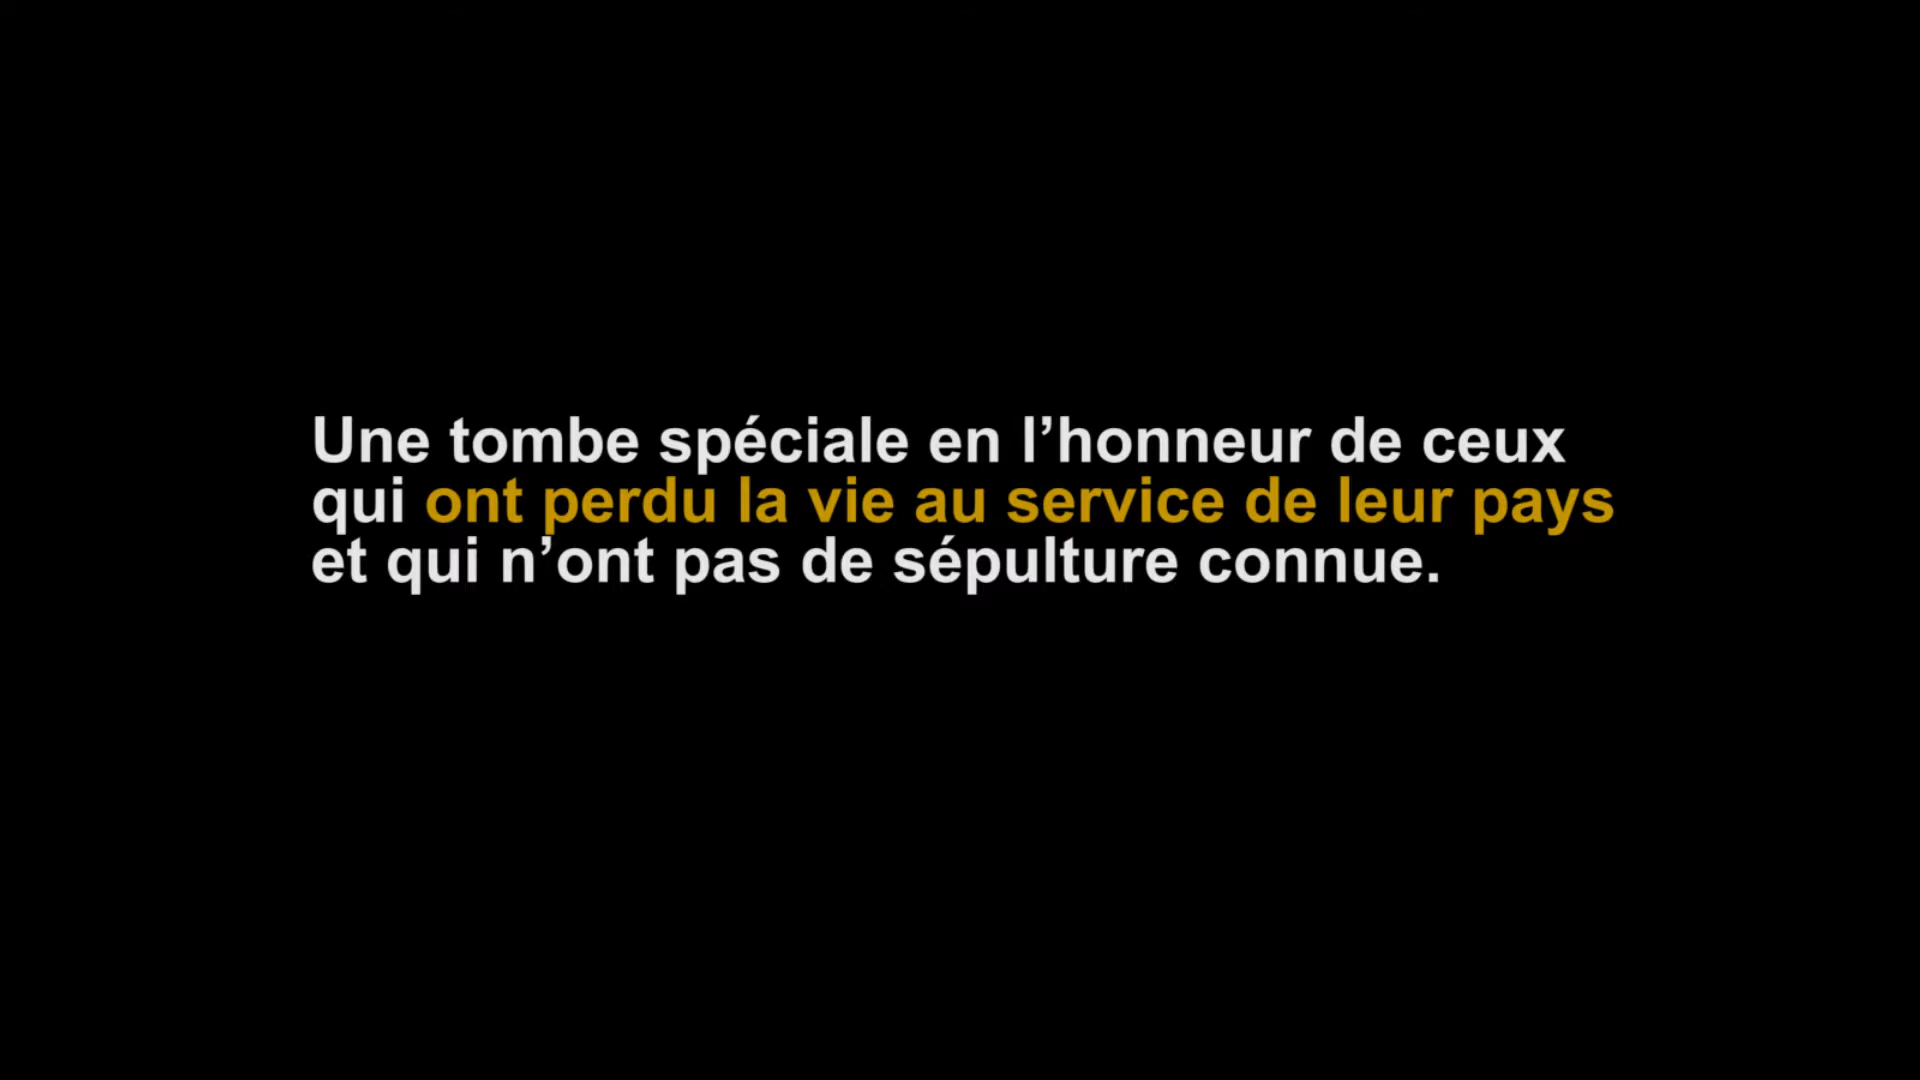 Une tombe spéciale en l’honneur de ceux
qui ont perdu la vie au service de leur pays
et qui n’ont pas de sépulture connue.